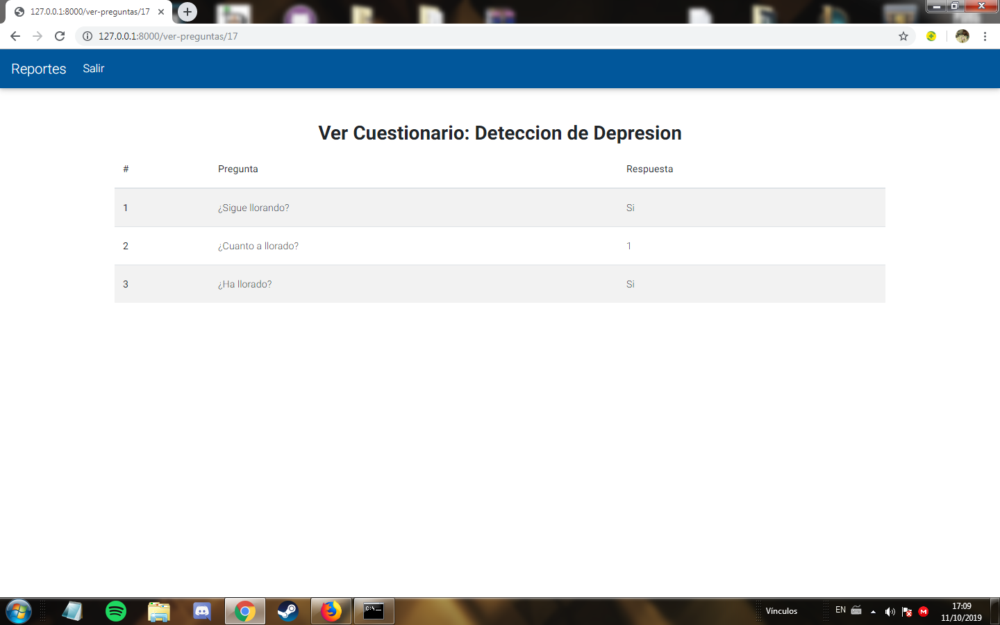 127.0.0.1:8000/ver-preguntas/17
127.0.0.1:8000/ver-preguntas/17
Reportes Salir
Ver Cuestionario: Deteccion de Depresion
# Pregunta Respuesta
1 ¿Sigue llorando? Si
2 ¿Cuanto a llorado? 1
3 ¿Ha llorado? Si
C:\_
Vínculos
EN
17:09
11/10/2019